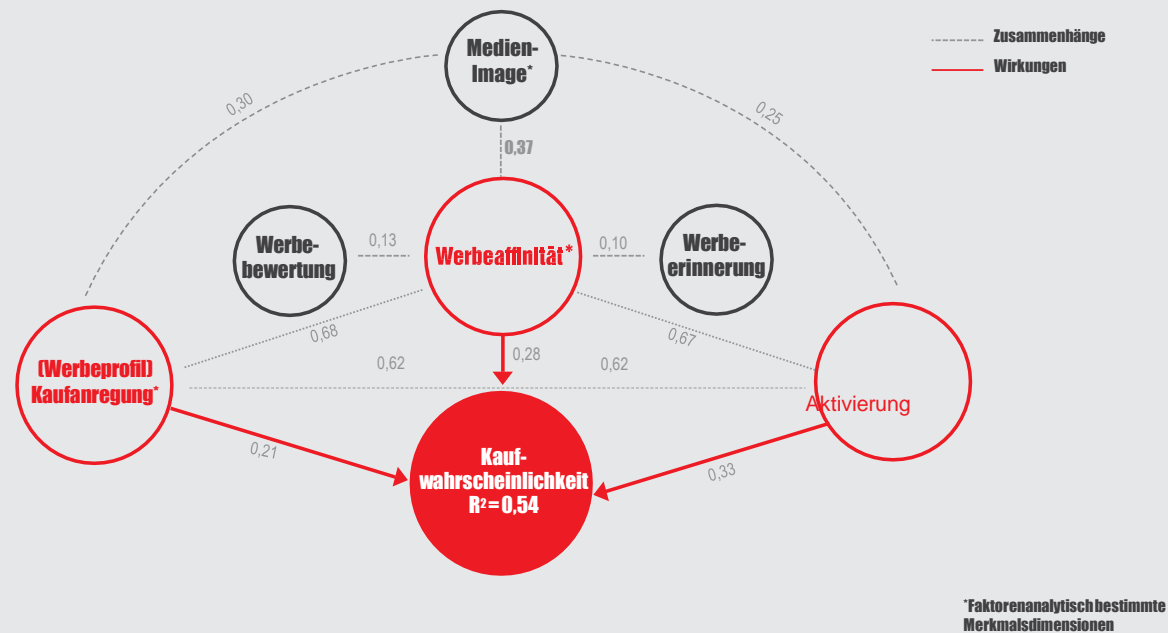 Medien-
Image*
Zusammenhänge
Wirkungen
0,30
0,25
0,37
Werbe-
bewertung
0,13
Werbeaffinität*
0,10
Werbe-
erinnerung
0,68
0,67
(Werbeprofil)
Kaufanregung*
0,62
0,28
0,62
Aktivierung
0,21
0,33
Kauf-
wahrscheinlichkeit
R²=0,54
*Faktorenanalytisch bestimmte
Merkmalsdimensionen